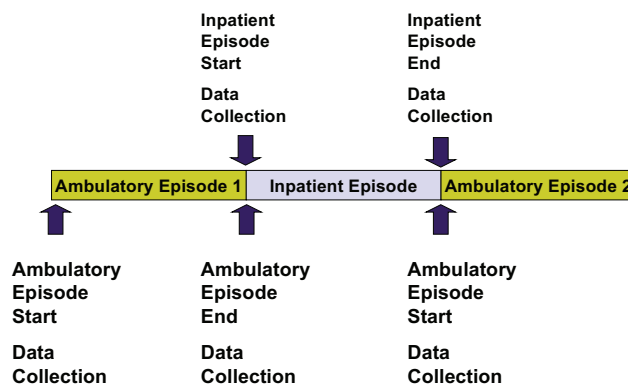 Inpatient
Episode
Start
Data
Collection
Inpatient
Episode
End
Data
Collection
Ambulatory Episode 1
Inpatient Episode
Ambulatory Episode 2
Ambulatory
Episode
Start
Data
Collection
Ambulatory
Episode
End
Data
Collection
Ambulatory
Episode
Start
Data
Collection